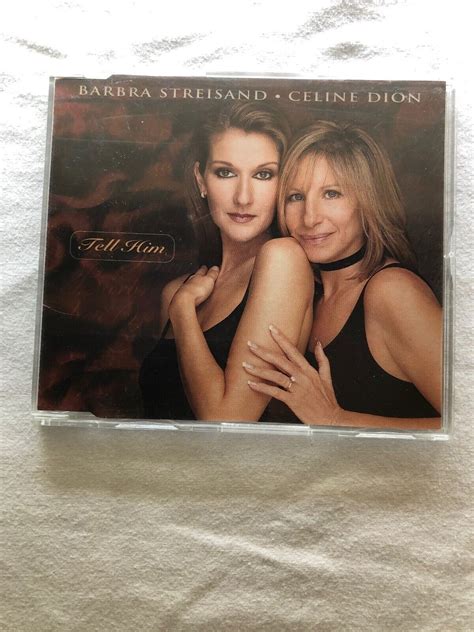 BARBRA STREISAND • CELINE DION
Tell Him